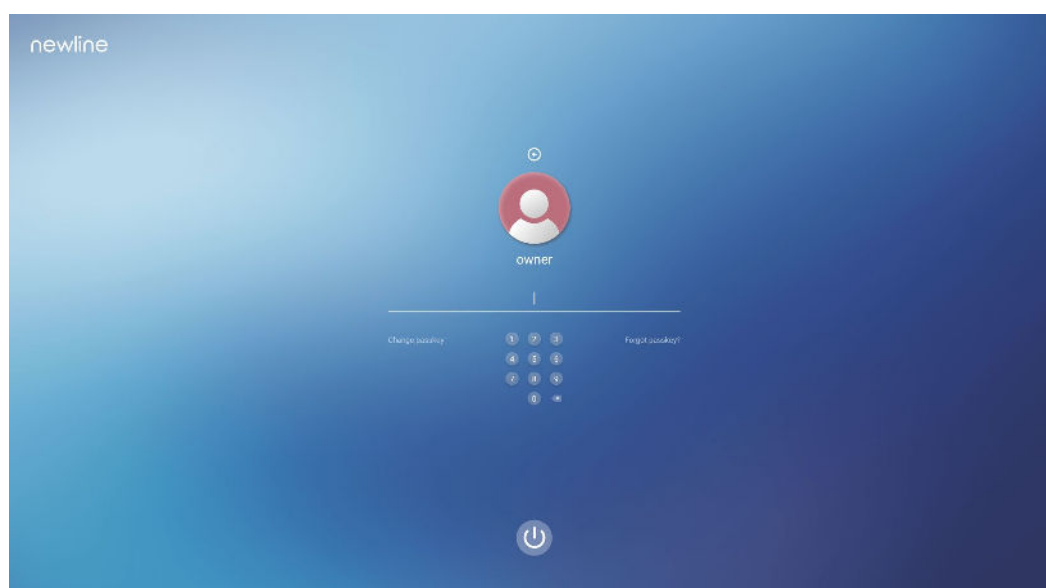 newline
owner
Change passkey
Forgot passkey?
1 2 3
4 5 6
7 8 9
0